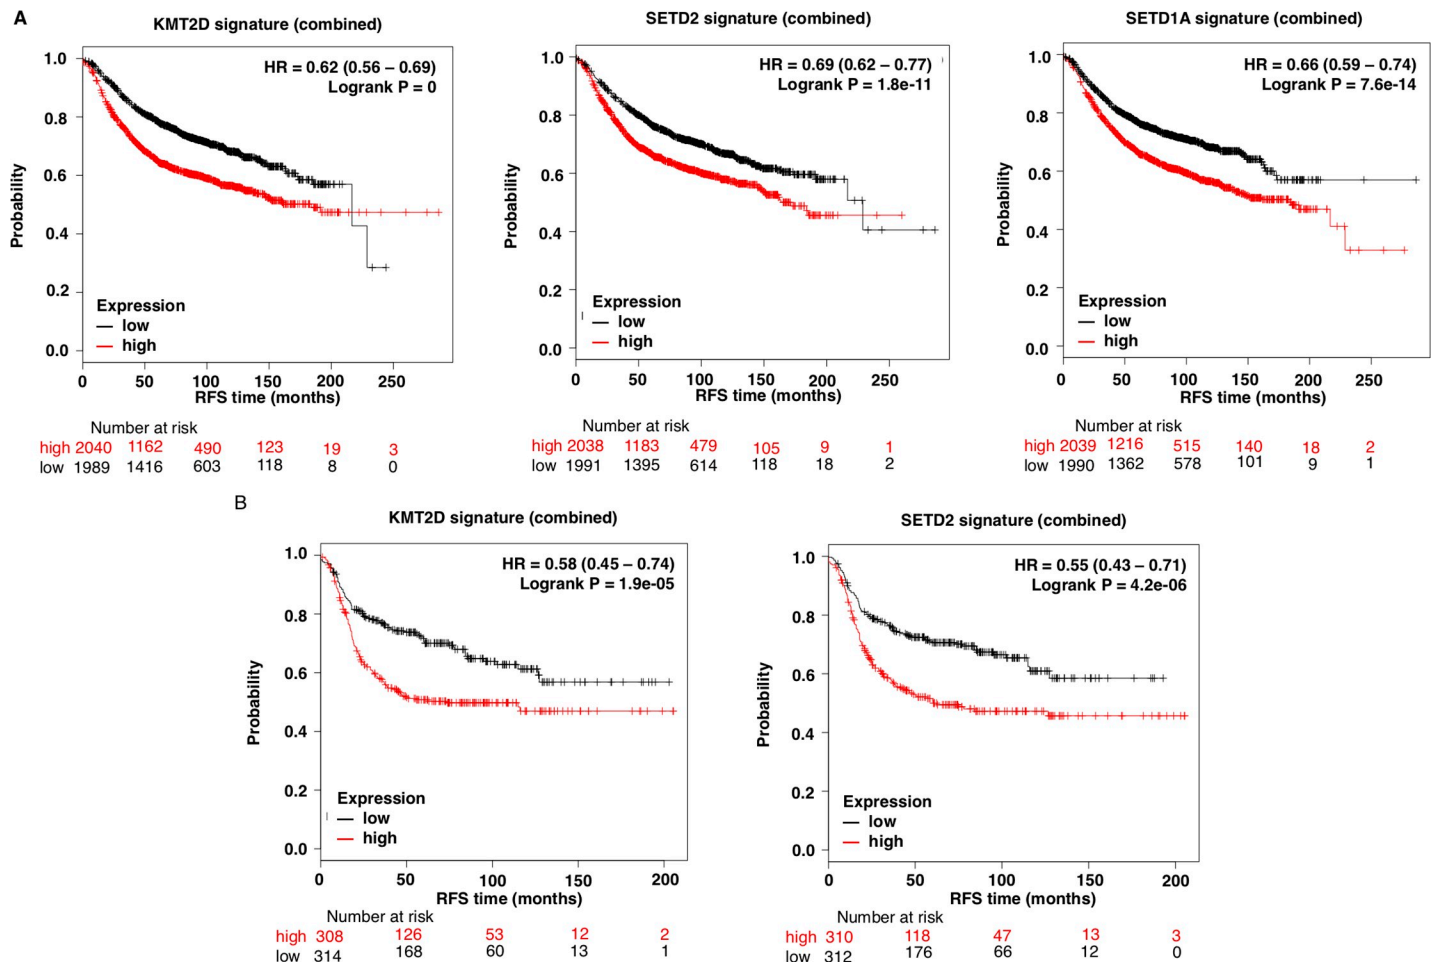 A
KMT2D signature (combined)
HR = 0.62 (0.56 – 0.69)
Logrank P = 0
Probability
1.0
0.8
0.6
0.4
0.2
0.0
Expression
low
high
0 50 100 150 200 250
RFS time (months)
Number at risk
high 2040 1162 490 123 19 3
low 1989 1416 603 118 8 0
SETD2 signature (combined)
HR = 0.69 (0.62 – 0.77)
Logrank P = 1.8e-11
Probability
1.0
0.8
0.6
0.4
0.2
0.0
Expression
low
high
0 50 100 150 200 250
RFS time (months)
Number at risk
high 2038 1183 479 105 9 1
low 1991 1395 614 118 18 2
SETD1A signature (combined)
HR = 0.66 (0.59 – 0.74)
Logrank P = 7.6e-14
Probability
1.0
0.8
0.6
0.4
0.2
0.0
Expression
low
high
0 50 100 150 200 250
RFS time (months)
Number at risk
high 2039 1216 515 140 18 2
low 1990 1362 578 101 9 1
B
KMT2D signature (combined)
HR = 0.58 (0.45 – 0.74)
Logrank P = 1.9e-05
Probability
1.0
0.8
0.6
0.4
0.2
0.0
Expression
low
high
0 50 100 150 200
RFS time (months)
Number at risk
high 308 126 53 12 2
low 314 168 60 13 1
SETD2 signature (combined)
HR = 0.55 (0.43 – 0.71)
Logrank P = 4.2e-06
Probability
1.0
0.8
0.6
0.4
0.2
0.0
Expression
low
high
0 50 100 150 200
RFS time (months)
Number at risk
high 310 118 47 13 3
low 312 176 66 12 0